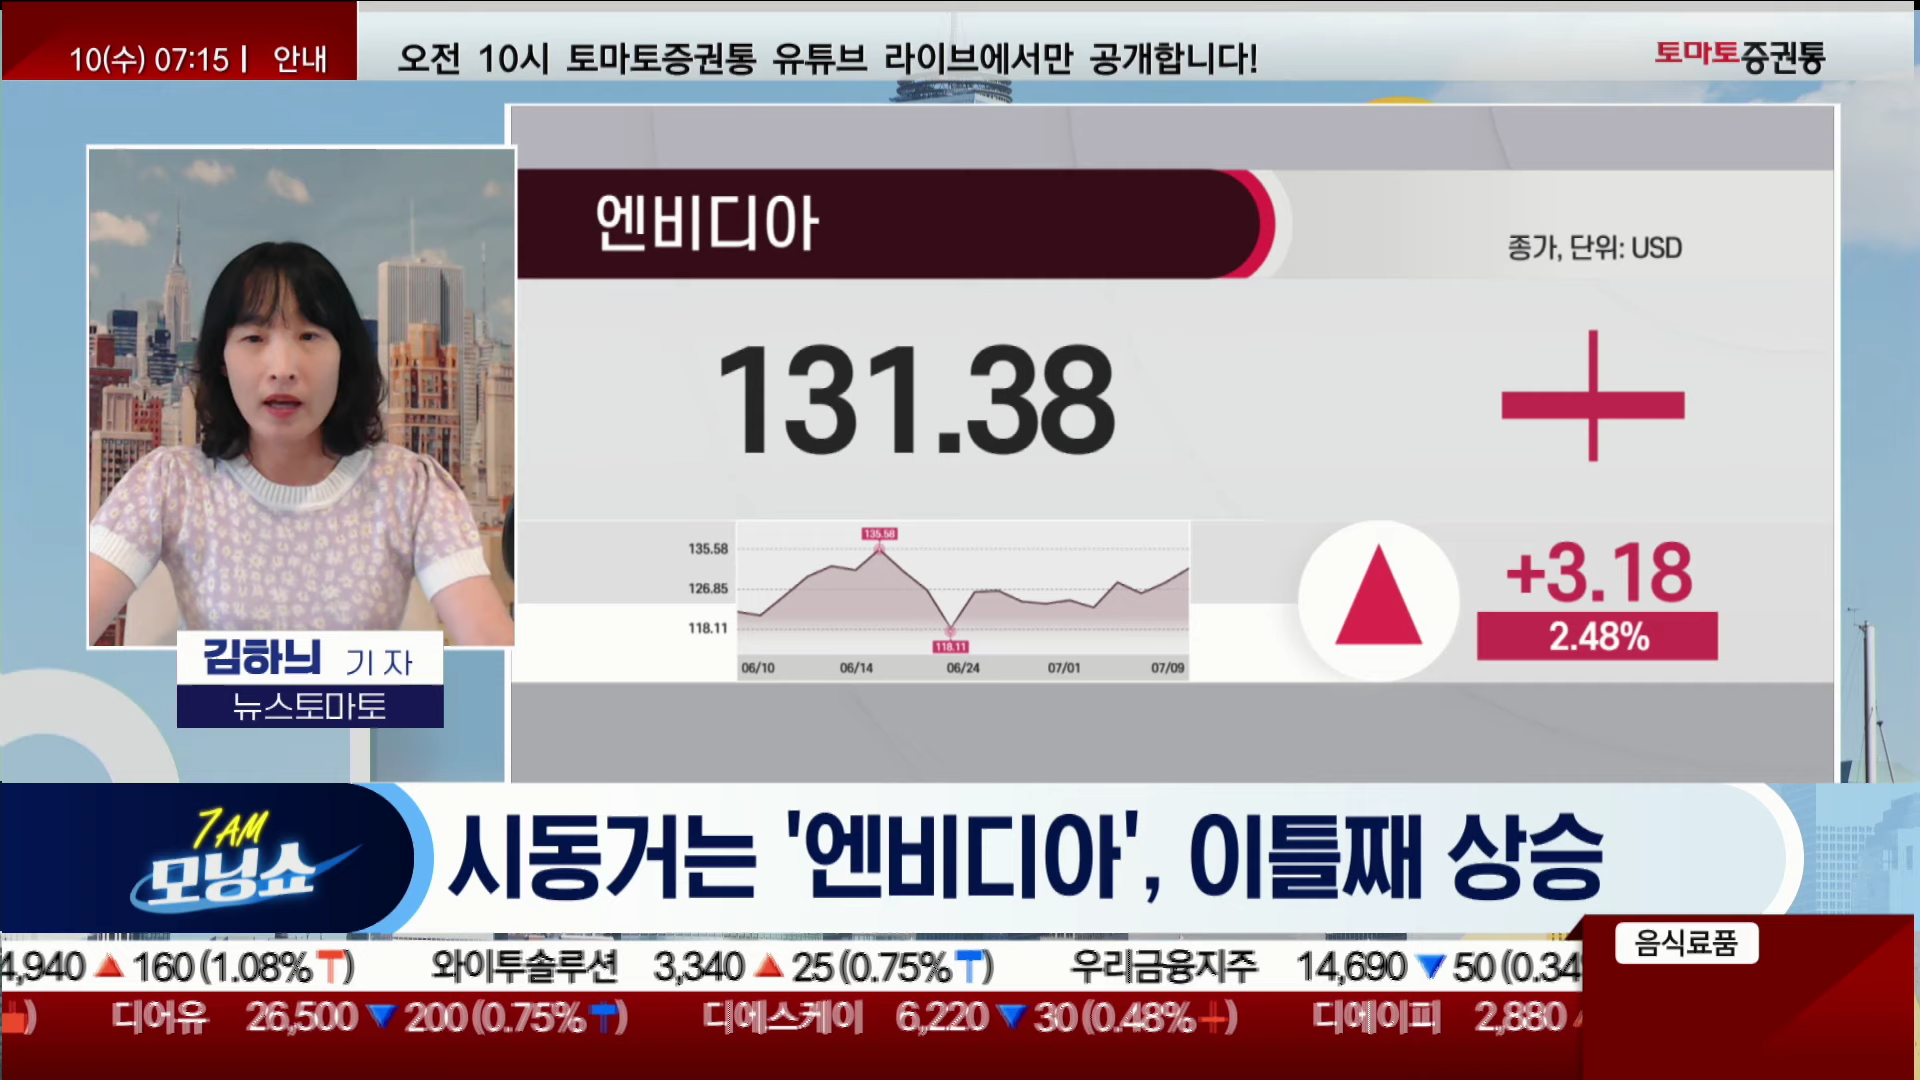 10(수) 07:15 | 안내
오전 10시 토마토증권통 유튜브 라이브에서만 공개합니다!
토마토증권통
엔비디아
종가, 단위: USD
131.38
135.58
135.58
126.85
118.11
118.11
06/10 06/14 06/24 07/01 07/09
+3.18
2.48%
김하늬 기자
뉴스토마토
7AM
모닝쇼
시동거는 '엔비디아', 이틀째 상승
음식료품
4,940 ▲ 160 (1.08%) 와이투솔루션 3,340 ▲ 25 (0.75%) 우리금융지주 14,690 ▼ 50 (0.34%
) 디어유 26,500 ▼ 200 (0.75%) 디에스케이 6,220 ▼ 30 (0.48%) 디에이피 2,880